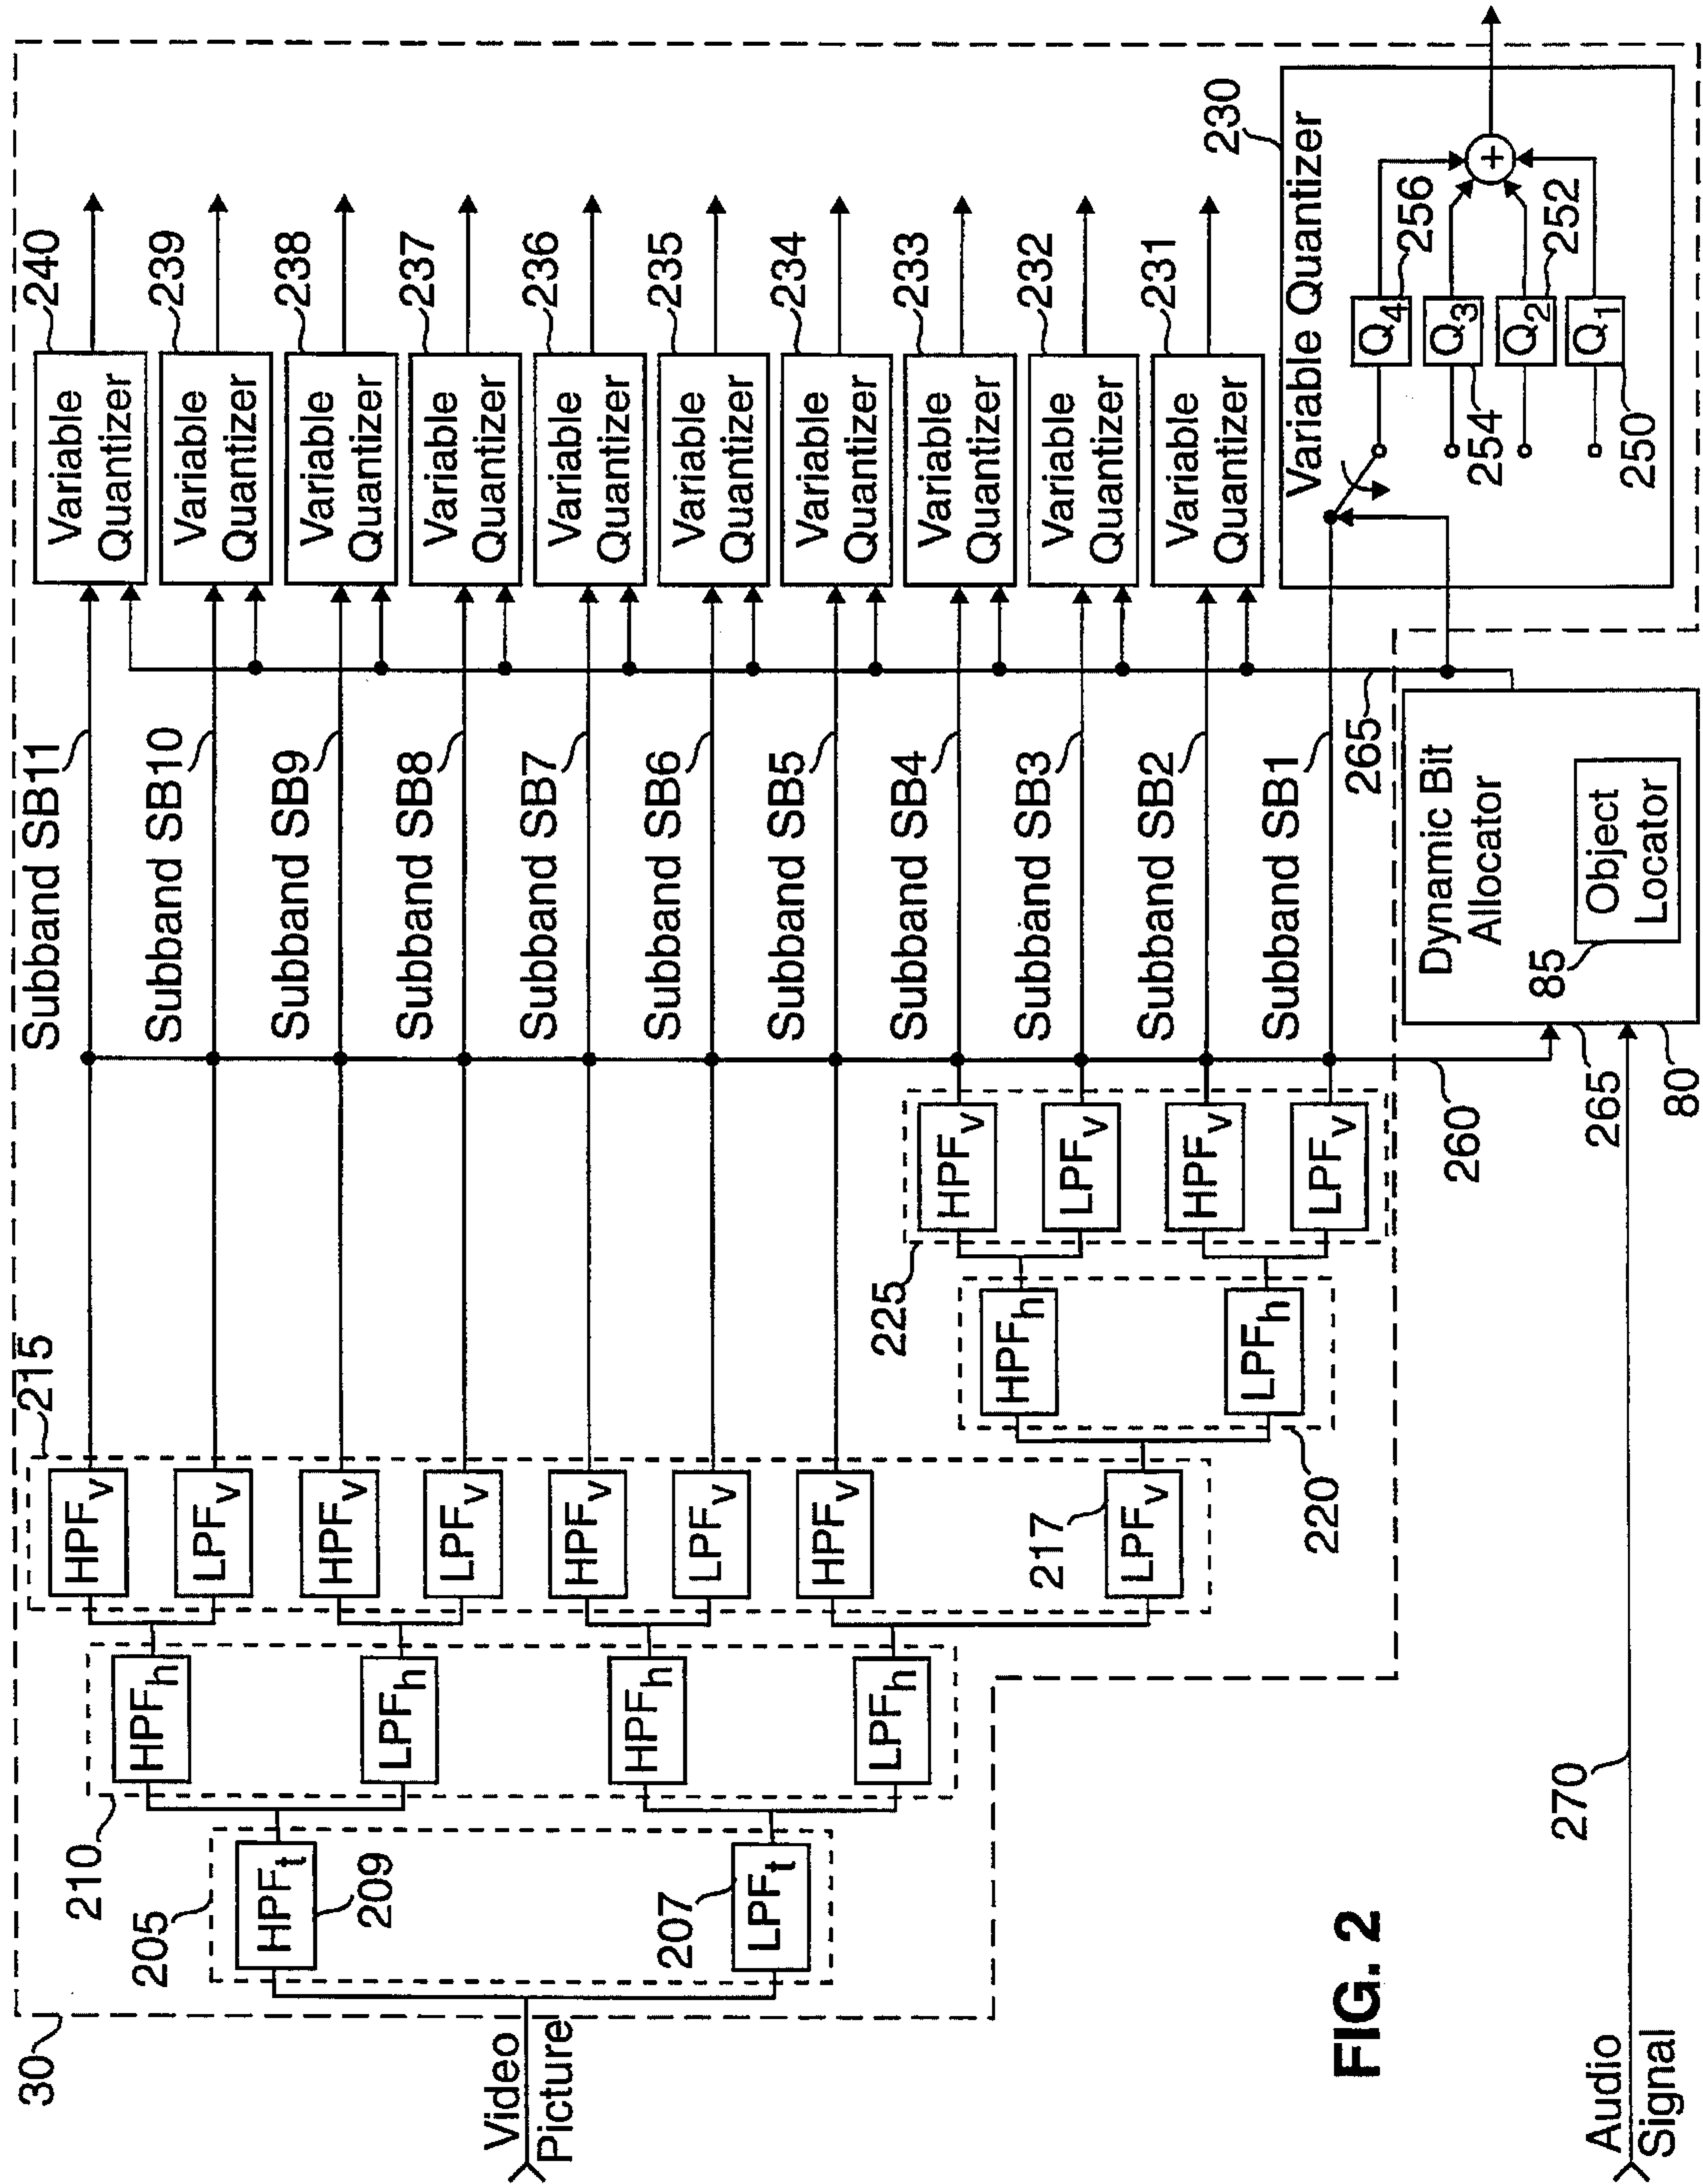 30
Video
Picture
205
HPFt
209
207
LPFt
210
HPFh
LPFh
HPFh
LPFh
215
HPFv
LPFv
HPFv
LPFv
HPFv
LPFv
HPFv
217
LPFv
220
HPFh
LPFh
225
HPFv
LPFv
HPFv
LPFv
Subband SB11
Subband SB10
Subband SB9
Subband SB8
Subband SB7
Subband SB6
Subband SB5
Subband SB4
Subband SB3
Subband SB2
Subband SB1
260
265
Variable
Quantizer
240
Variable
Quantizer
239
Variable
Quantizer
238
Variable
Quantizer
237
Variable
Quantizer
236
Variable
Quantizer
235
Variable
Quantizer
234
Variable
Quantizer
233
Variable
Quantizer
232
Variable
Quantizer
231
Variable Quantizer
230
Q4
256
Q3
254
Q2
252
Q1
250
+
Dynamic Bit
Allocator
85
Object
Locator
265
80
270
Audio
Signal
FIG. 2